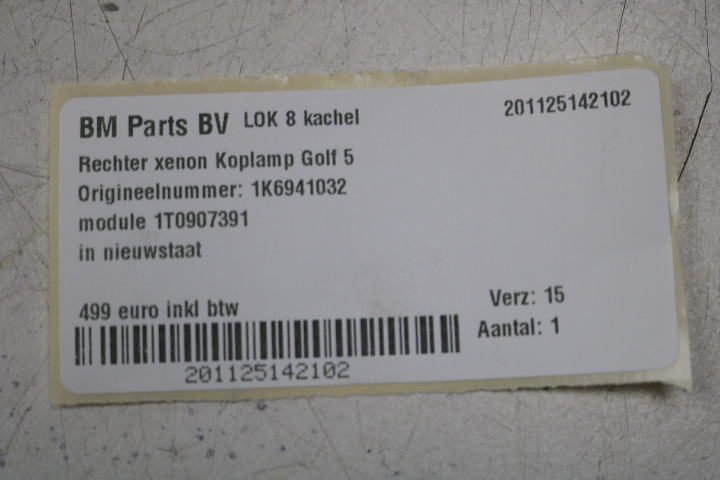 BM Parts BV LOK 8 kachel 201125142102
Rechter xenon Koplamp Golf 5
Origineelnummer: 1K6941032
module 1T0907391
in nieuwstaat
499 euro inkl btw Verz: 15
Aantal: 1
201125142102